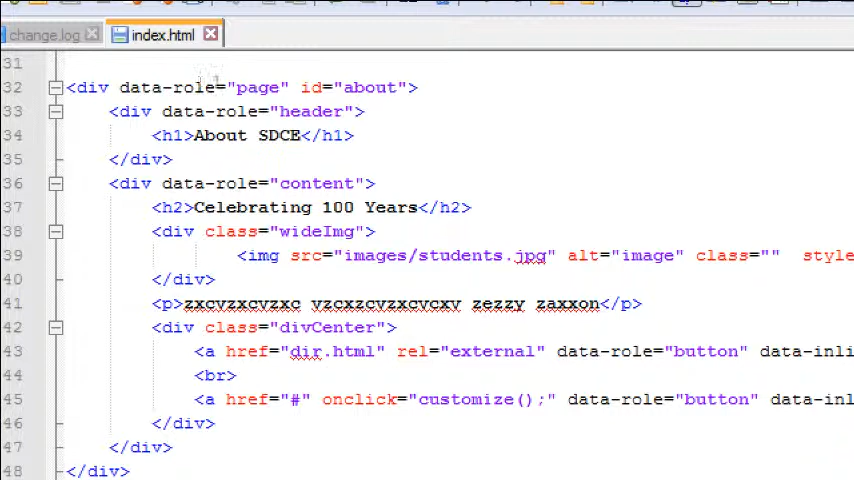 change.log index.html
31
32 <div data-role="page" id="about">
33 <div data-role="header">
34 <h1>About SDCE</h1>
35 </div>
36 <div data-role="content">
37 <h2>Celebrating 100 Years</h2>
38 <div class="wideImg">
39 <img src="images/students.jpg" alt="image" class="" style
40 </div>
41 <p>zxcvzxcvzxc vzcxzcvzxcvcxv zezzy zaxxon</p>
42 <div class="divCenter">
43 <a href="dir.html" rel="external" data-role="button" data-inli
44 <br>
45 <a href="#" onclick="customize();" data-role="button" data-inl
46 </div>
47 </div>
48 </div>